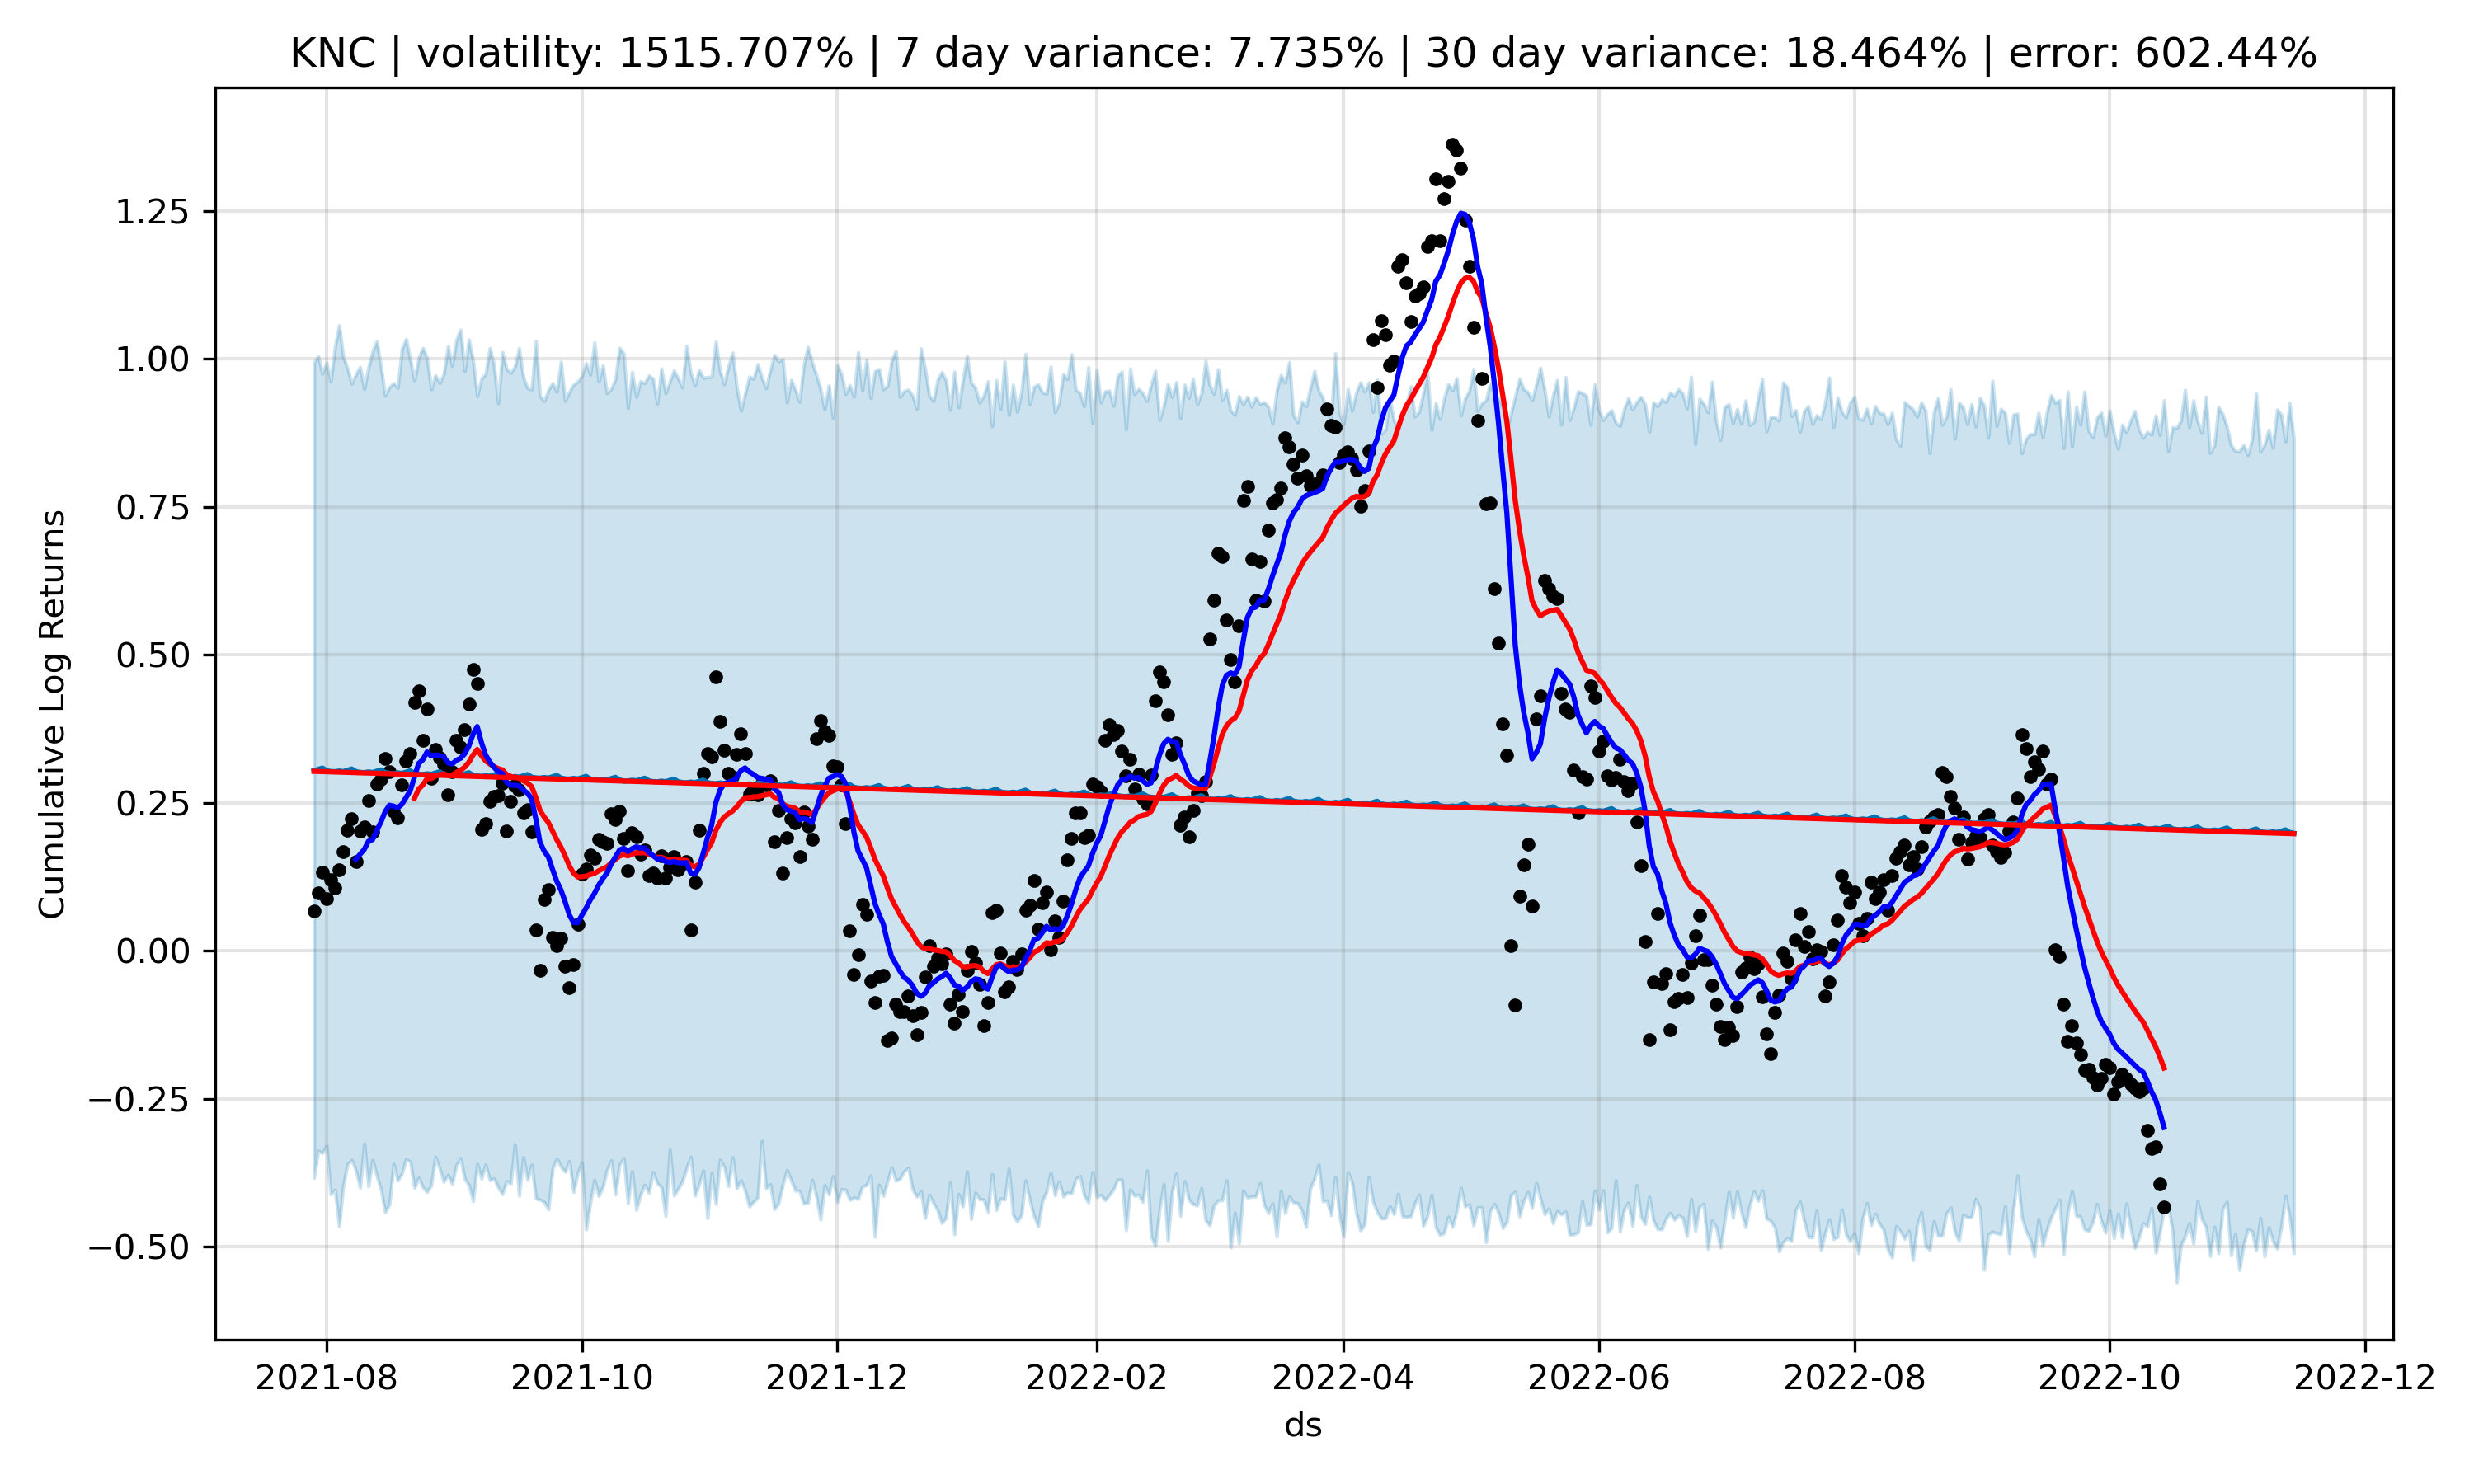 KNC | volatility: 1515.707% | 7 day variance: 7.735% | 30 day variance: 18.464% | error: 602.44%
1.25
1.00
0.75
0.50
0.25
0.00
−0.25
−0.50
Cumulative Log Returns
2021-08 2021-10 2021-12 2022-02 2022-04 2022-06 2022-08 2022-10 2022-12
ds